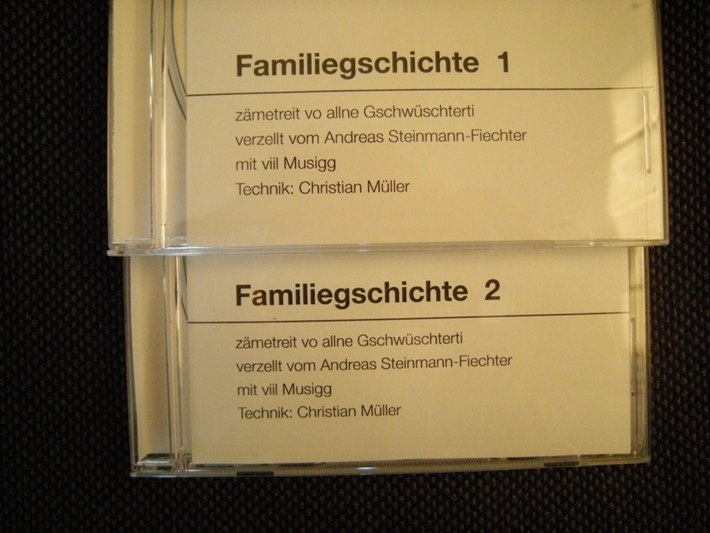 Familiegschichte 1
zämetreit vo allne Gschwüschterti
verzellt vom Andreas Steinmann-Fiechter
mit viil Musigg
Technik: Christian Müller
Familiegschichte 2
zämetreit vo allne Gschwüschterti
verzellt vom Andreas Steinmann-Fiechter
mit viil Musigg
Technik: Christian Müller